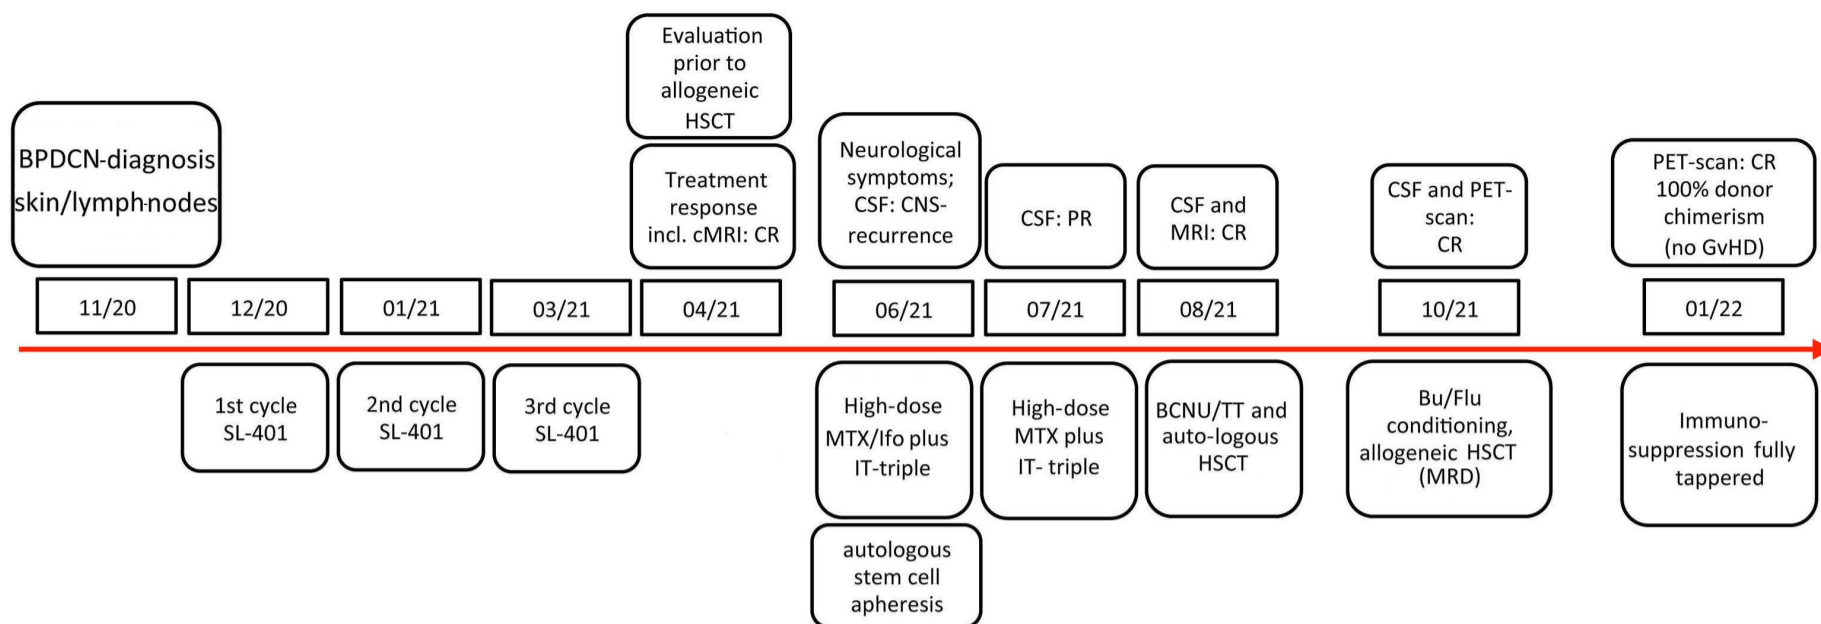 Evaluation
prior to
allogeneic
HSCT
BPDCN-diagnosis
skin/lymph-nodes
Treatment
response
incl. cMRI: CR
Neurological
symptoms;
CSF: CNS-
recurrence
CSF: PR
CSF and
MRI: CR
CSF and PET-
scan:
CR
PET-scan: CR
100% donor
chimerism
(no GvHD)
11/20
12/20
01/21
03/21
04/21
06/21
07/21
08/21
10/21
01/22
1st cycle
SL-401
2nd cycle
SL-401
3rd cycle
SL-401
High-dose
MTX/Ifo plus
IT-triple
High-dose
MTX plus
IT- triple
BCNU/TT and
auto-logous
HSCT
Bu/Flu
conditioning,
allogeneic HSCT
(MRD)
Immuno-
suppression fully
tappered
autologous
stem cell
apheresis